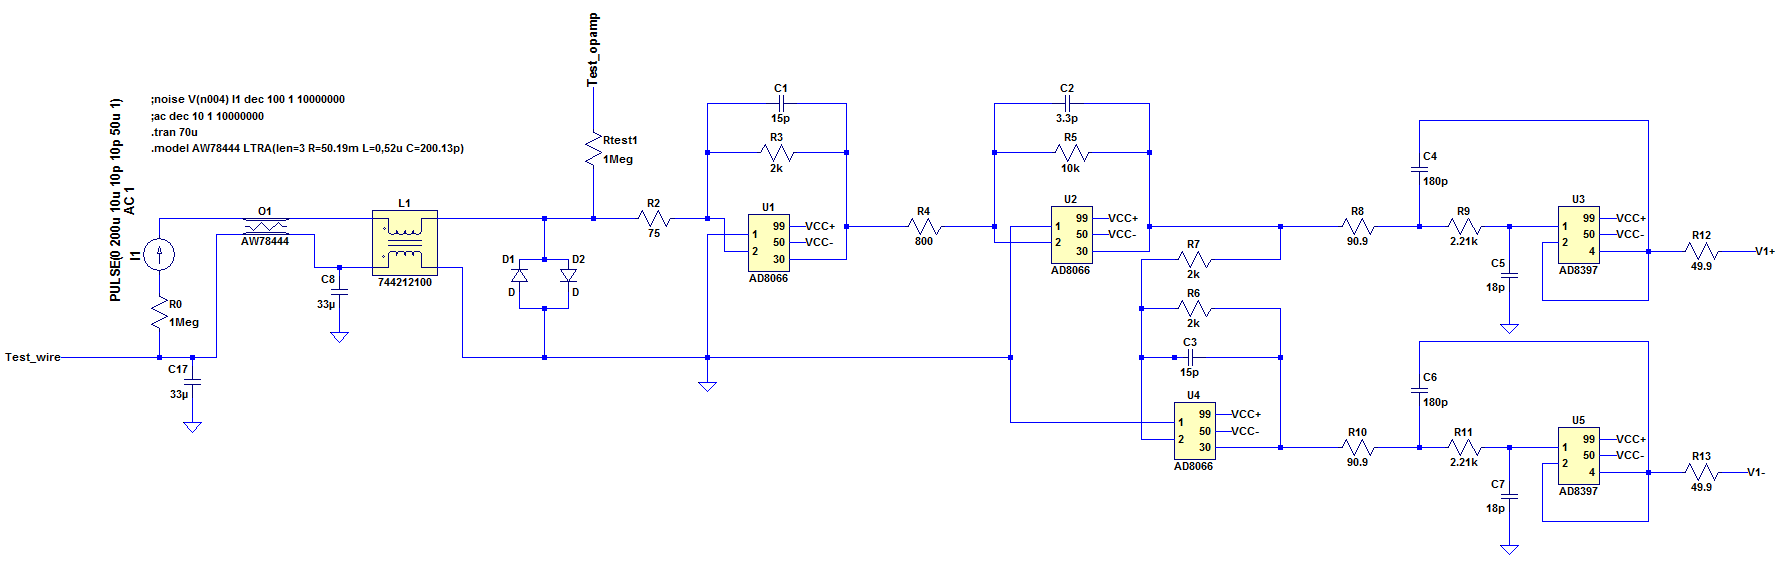 Test_opamp
PULSE(0 200u 10u 10p 10p 50u 1)
AC 1
;noise V(n004) I1 dec 100 1 10000000
;ac dec 10 1 10000000
.tran 70u
.model AW78444 LTRA(len=3 R=50.19m L=0,52u C=200.13p)
I1
R0
1Meg
Test_wire
C17
33µ
O1
AW78444
C8
33µ
L1
744212100
D1
D
D2
D
Rtest1
1Meg
R2
75
C1
15p
R3
2k
U1
99
1
VCC+
50
VCC-
2
30
AD8066
R4
800
C2
3.3p
R5
10k
U2
99
VCC+
1
50
VCC-
2
30
AD8066
R7
2k
R6
2k
C3
15p
U4
99
VCC+
1
50
VCC-
2
30
AD8066
R8
90.9
C4
180p
R9
2.21k
C5
18p
U3
99
VCC+
1
50
VCC-
2
4
AD8397
R12
49.9
V1+
R10
90.9
C6
180p
R11
2.21k
C7
18p
U5
99
VCC+
1
50
VCC-
2
4
AD8397
R13
49.9
V1-